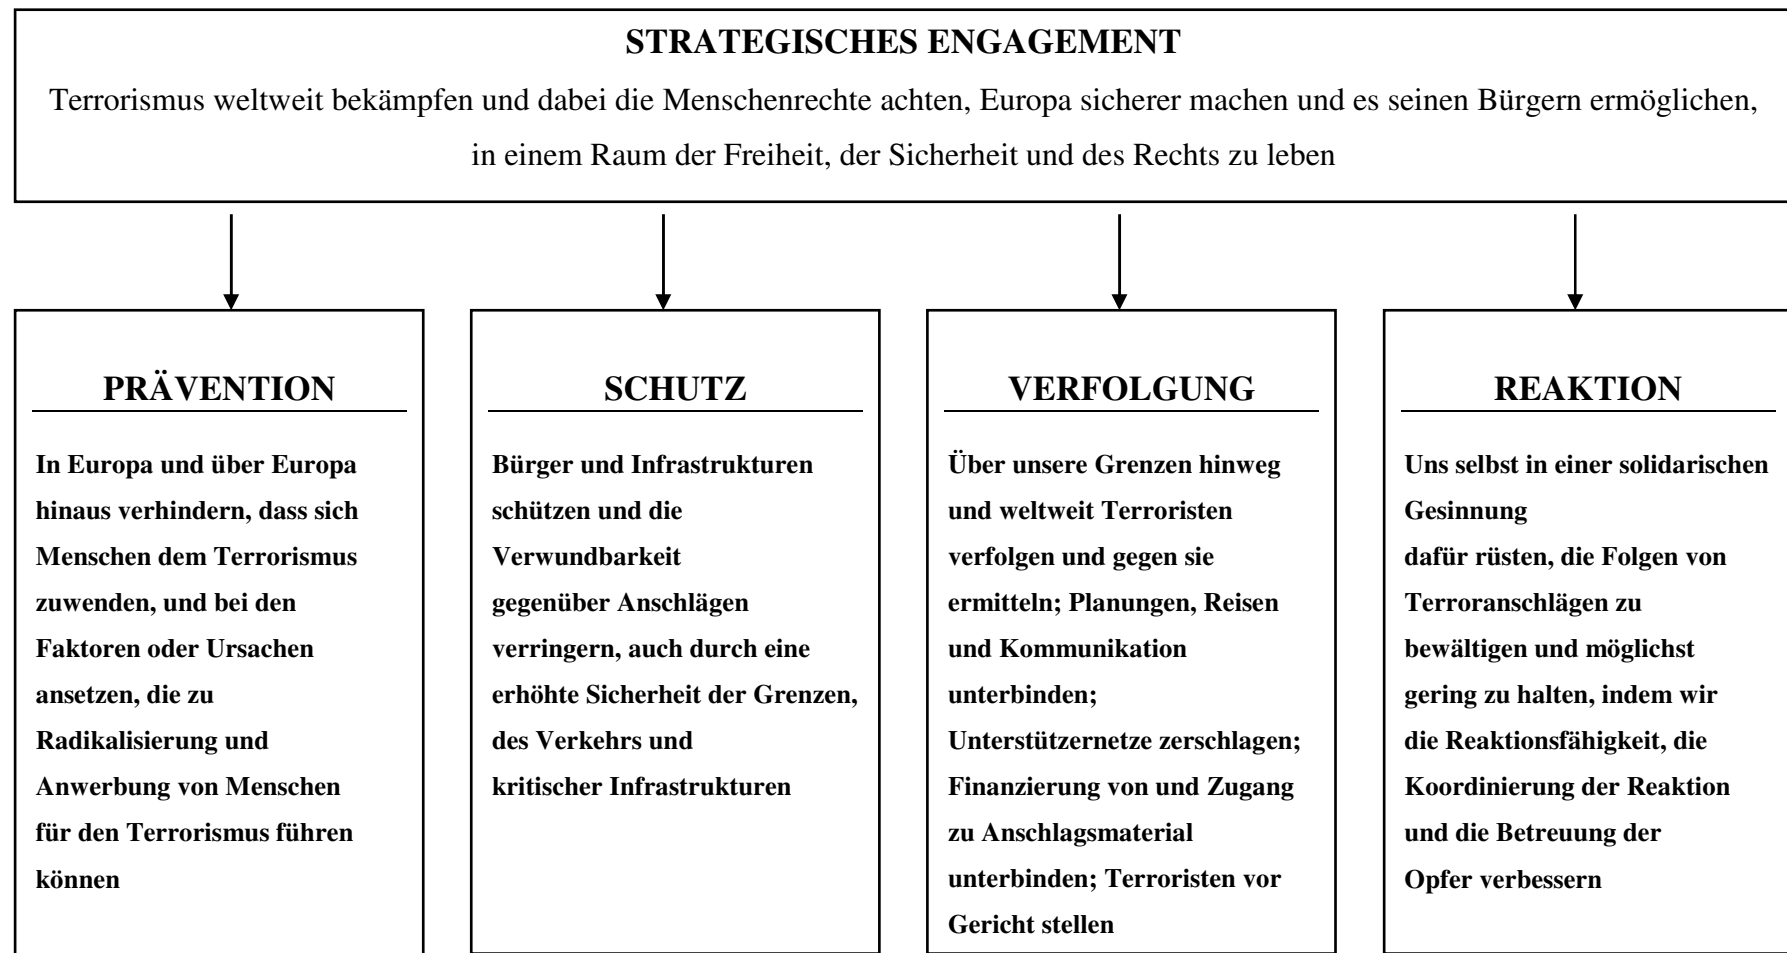 STRATEGISCHES ENGAGEMENT
Terrorismus weltweit bekämpfen und dabei die Menschenrechte achten, Europa sicherer machen und es seinen Bürgern ermöglichen,
in einem Raum der Freiheit, der Sicherheit und des Rechts zu leben
PRÄVENTION
In Europa und über Europa
hinaus verhindern, dass sich
Menschen dem Terrorismus
zuwenden, und bei den
Faktoren oder Ursachen
ansetzen, die zu
Radikalisierung und
Anwerbung von Menschen
für den Terrorismus führen
können
SCHUTZ
Bürger und Infrastrukturen
schützen und die
Verwundbarkeit
gegenüber Anschlägen
verringern, auch durch eine
erhöhte Sicherheit der Grenzen,
des Verkehrs und
kritischer Infrastrukturen
VERFOLGUNG
Über unsere Grenzen hinweg
und weltweit Terroristen
verfolgen und gegen sie
ermitteln; Planungen, Reisen
und Kommunikation
unterbinden;
Unterstützernetze zerschlagen;
Finanzierung von und Zugang
zu Anschlagsmaterial
unterbinden; Terroristen vor
Gericht stellen
REAKTION
Uns selbst in einer solidarischen
Gesinnung
dafür rüsten, die Folgen von
Terroranschlägen zu
bewältigen und möglichst
gering zu halten, indem wir
die Reaktionsfähigkeit, die
Koordinierung der Reaktion
und die Betreuung der
Opfer verbessern